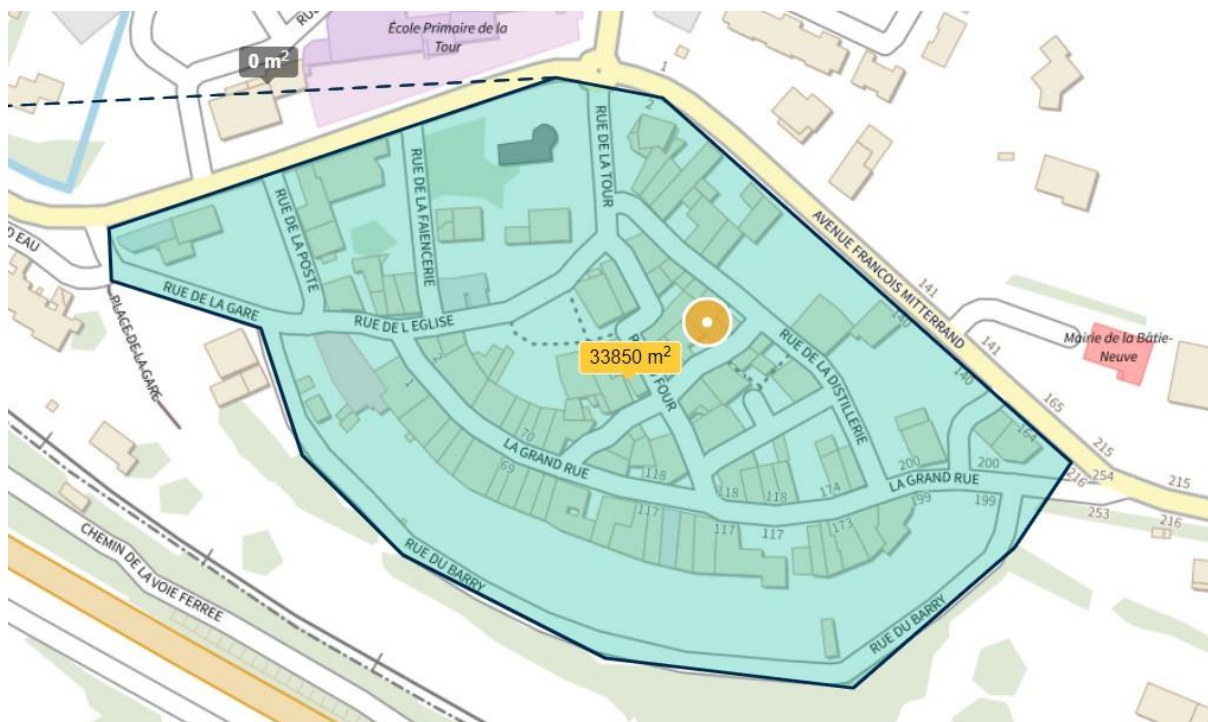 École Primaire de la
Tour
0 m²
RU
1
2
RUE DE LA TOUR
RUE DE LA FAIENCERIE
RUE DE LA POSTE
AVENUE FRANCOIS MITTERRAND
D EAU
RUE DE LA GARE
PLACE DE LA GARE
RUE DE L EGLISE
141
140
141
Mairie de la Bâtie-
Neuve
33850 m²
RUE DE LA DISTILLERIE
FOUR
2
1
140
165
70
69
LA GRAND RUE
164
215
118
118
118
174
200
200
LA GRAND RUE
216
254
215
199
199
253
216
117
117
117
173
CHEMIN DE LA VOIE FERREE
RUE DU BARRY
RUE DU BARRY